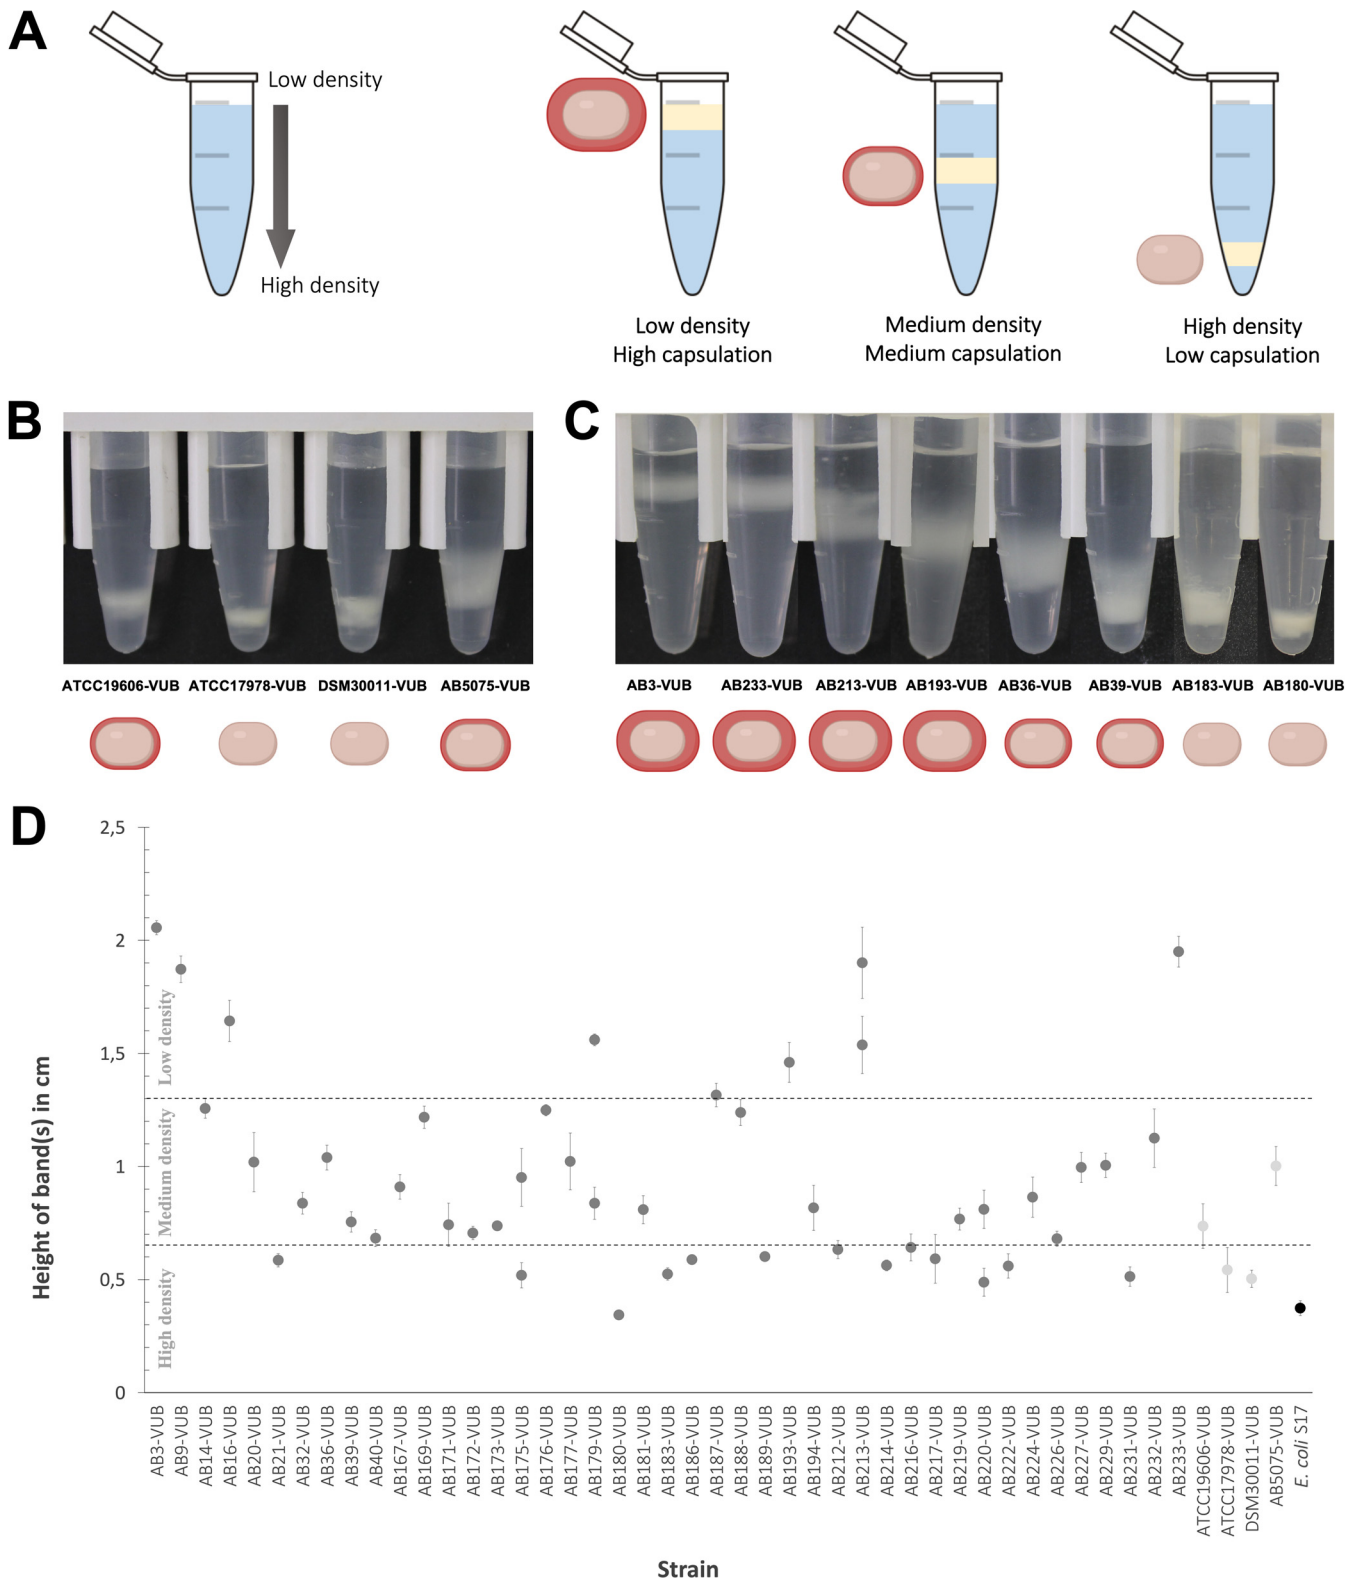 A
Low density
High density
Low density
High capsulation
Medium density
Medium capsulation
High density
Low capsulation
B
ATCC19606-VUB ATCC17978-VUB DSM30011-VUB AB5075-VUB
C
AB3-VUB AB233-VUB AB213-VUB AB193-VUB AB36-VUB AB39-VUB AB183-VUB AB180-VUB
D
Height of band(s) in cm
2,5
2
1,5
1
0,5
0
Low density
Medium density
High density
AB3-VUB
AB9-VUB
AB14-VUB
AB16-VUB
AB20-VUB
AB21-VUB
AB32-VUB
AB36-VUB
AB39-VUB
AB40-VUB
AB167-VUB
AB169-VUB
AB171-VUB
AB172-VUB
AB173-VUB
AB175-VUB
AB176-VUB
AB177-VUB
AB179-VUB
AB180-VUB
AB181-VUB
AB183-VUB
AB186-VUB
AB187-VUB
AB188-VUB
AB189-VUB
AB193-VUB
AB194-VUB
AB212-VUB
AB213-VUB
AB214-VUB
AB216-VUB
AB217-VUB
AB219-VUB
AB220-VUB
AB222-VUB
AB224-VUB
AB226-VUB
AB227-VUB
AB229-VUB
AB231-VUB
AB232-VUB
AB233-VUB
ATCC19606-VUB
ATCC17978-VUB
DSM30011-VUB
AB5075-VUB
E. coli S17
Strain